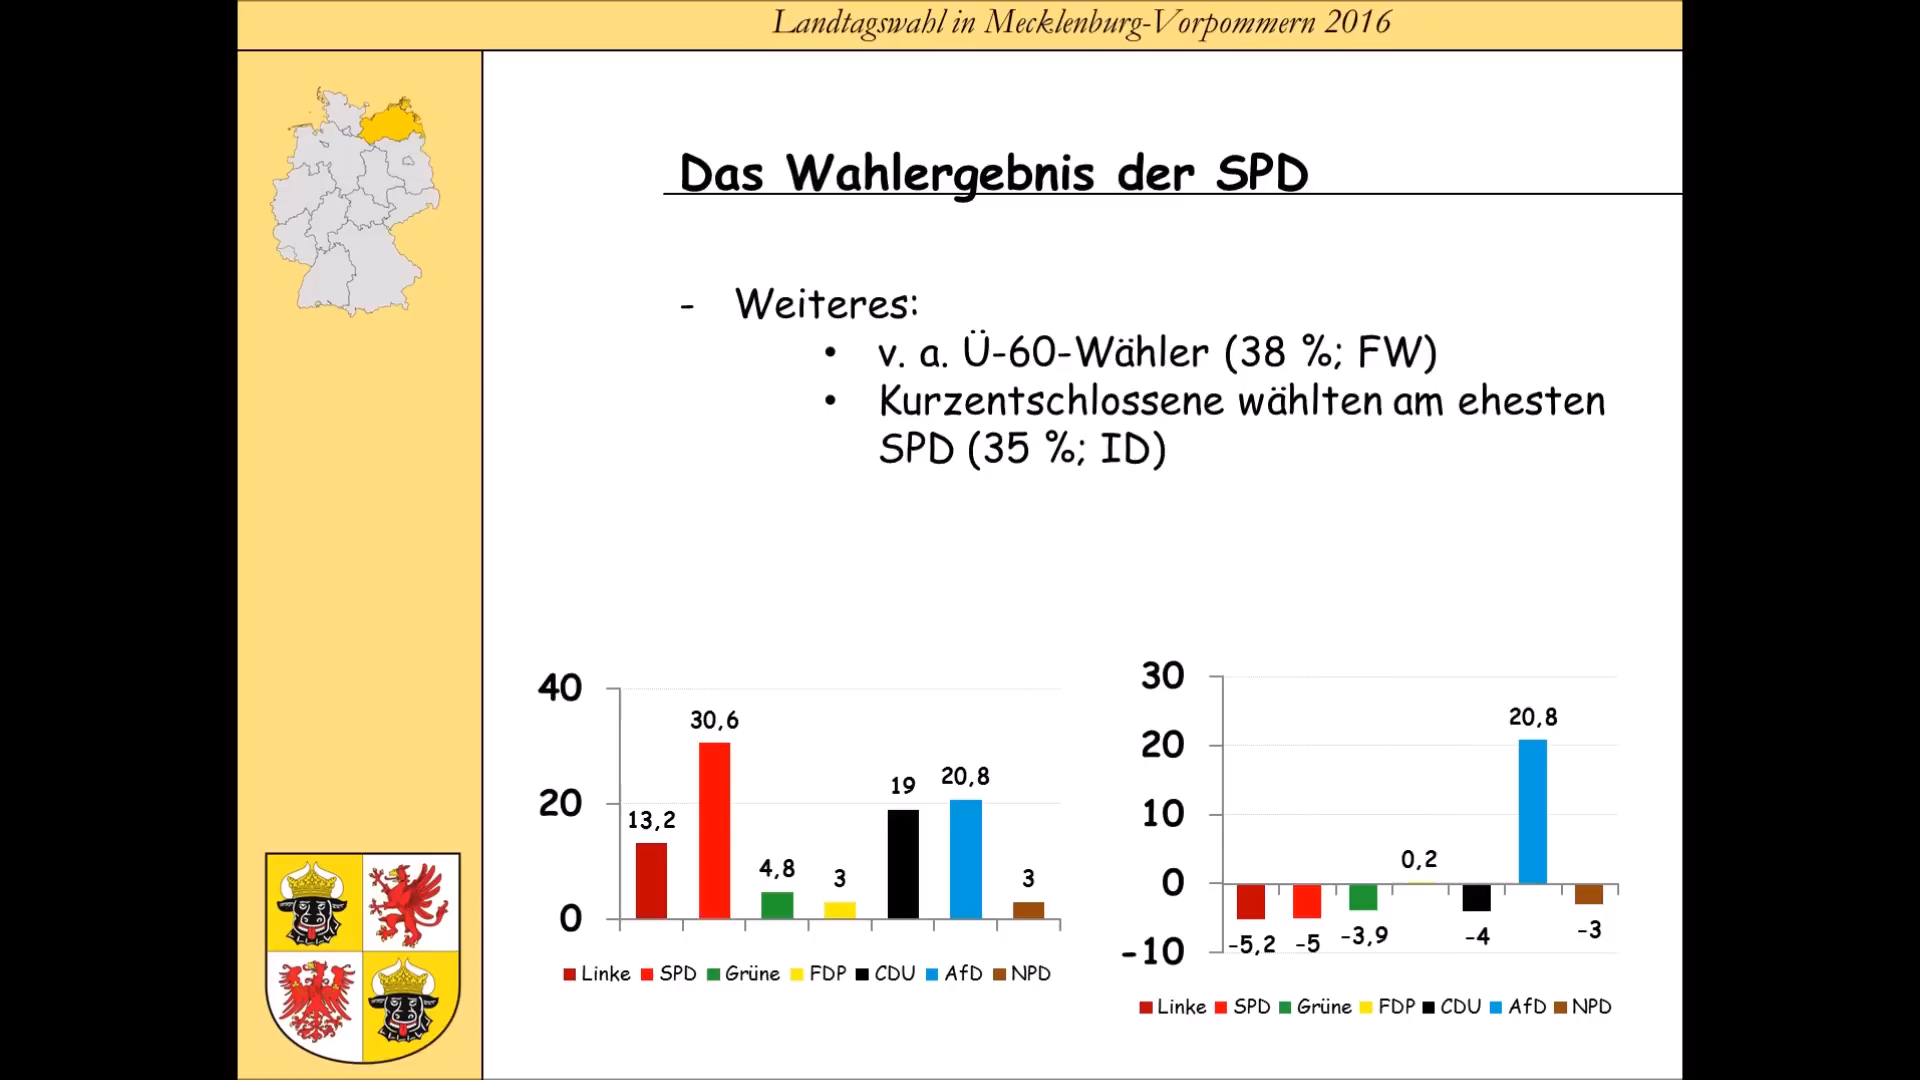 Landtagswahl in Mecklenburg-Vorpommern 2016
Das Wahlergebnis der SPD
- Weiteres:
• v. a. Ü-60-Wähler (38 %; FW)
• Kurzentschlossene wählten am ehesten
SPD (35 %; ID)
40
20
0
13,2
30,6
4,8
3
19
20,8
3
Linke SPD Grüne FDP CDU AfD NPD
30
20
10
0
-10
-5,2
-5
-3,9
0,2
-4
20,8
-3
Linke SPD Grüne FDP CDU AfD NPD